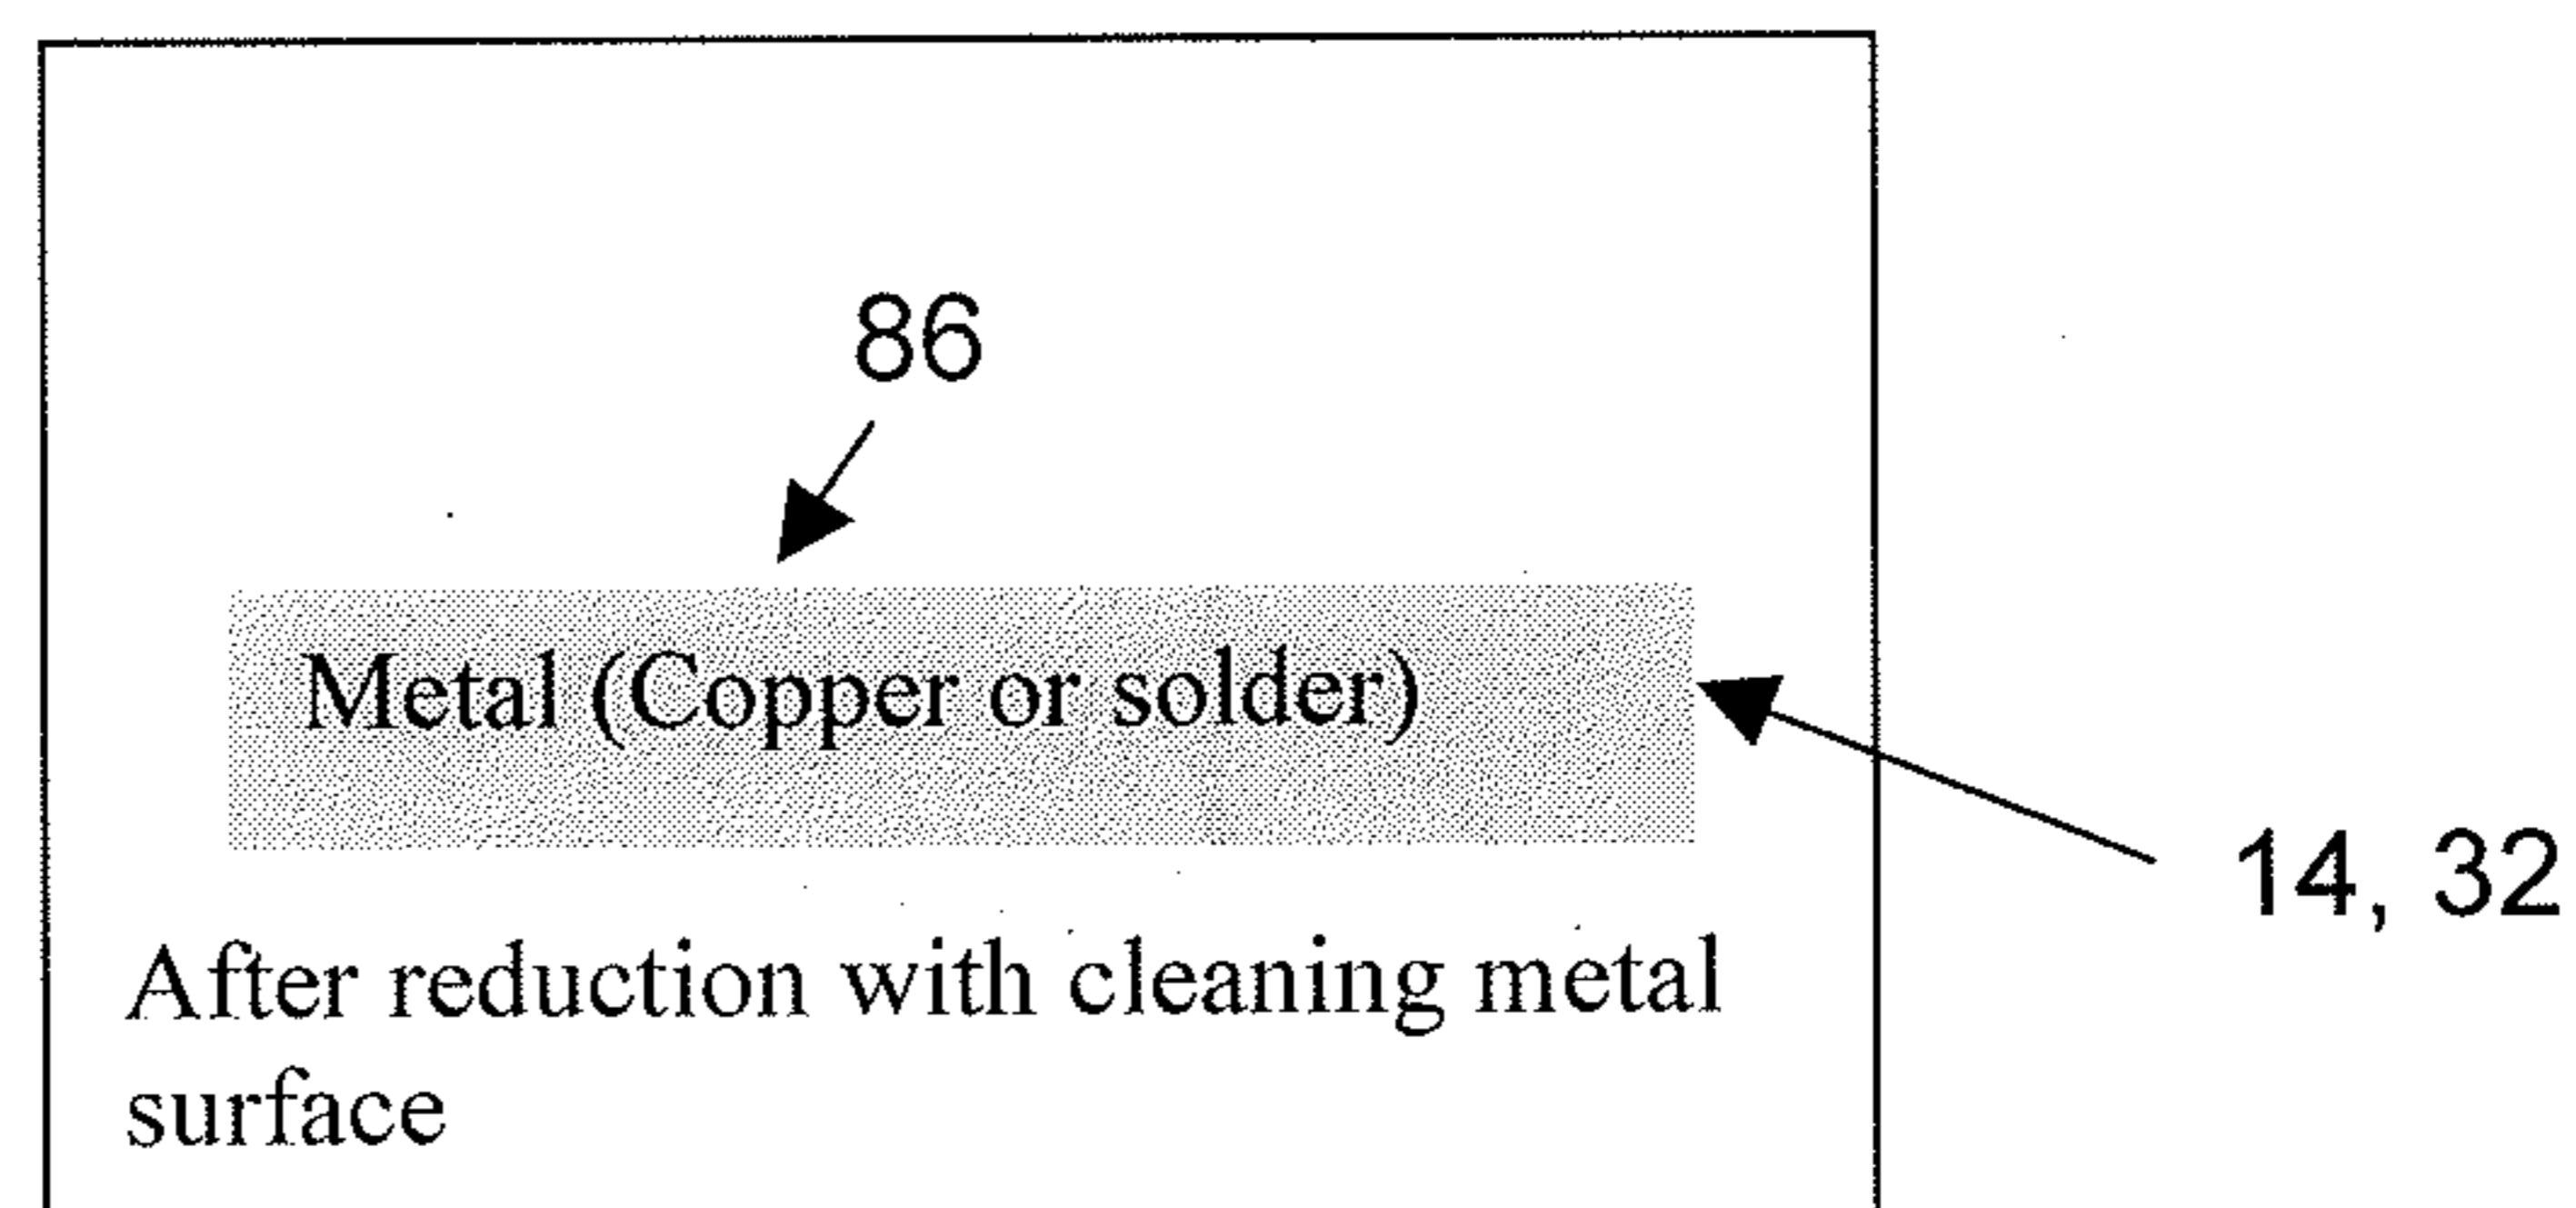 86
Metal (Copper or solder)
14, 32
After reduction with cleaning metal
surface